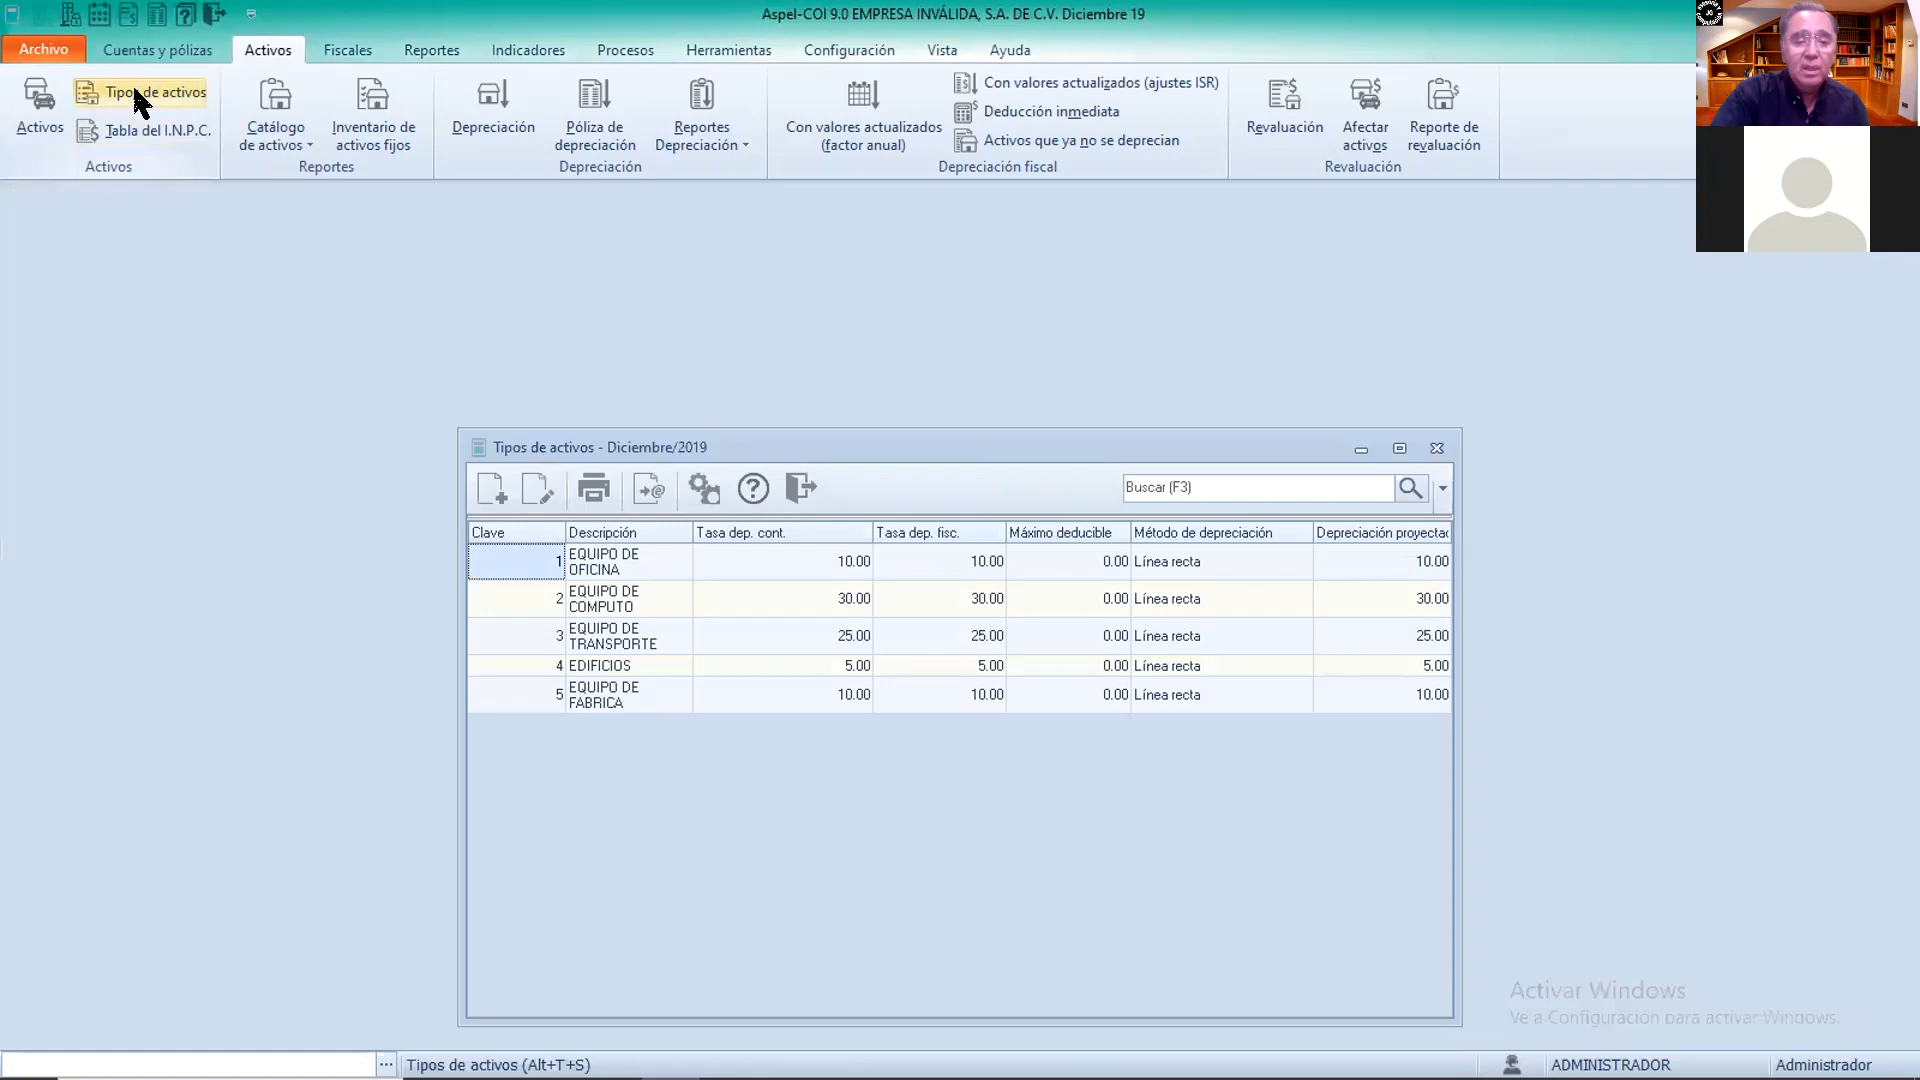 Aspel-COI 9.0 EMPRESA INVÁLIDA, S.A. DE C.V. Diciembre 19
Archivo Cuentas y pólizas Activos Fiscales Reportes Indicadores Procesos Herramientas Configuración Vista Ayuda
Activos
Tipos de activos
Tabla del I.N.P.C.
Activos
Catálogo
de activos
Inventario de
activos fijos
Reportes
Depreciación
Póliza de
depreciación
Reportes
Depreciación
Depreciación
Con valores actualizados
(factor anual)
Con valores actualizados (ajustes ISR)
Deducción inmediata
Activos que ya no se deprecian
Depreciación fiscal
Revaluación
Afectar
activos
Reporte de
revaluación
Revaluación
Tipos de activos - Diciembre/2019
Buscar (F3)
Clave Descripción Tasa dep. cont. Tasa dep. fisc. Máximo deducible Método de depreciación Depreciación proyectad
1 EQUIPO DE OFICINA 10.00 10.00 0.00 Línea recta 10.00
2 EQUIPO DE COMPUTO 30.00 30.00 0.00 Línea recta 30.00
3 EQUIPO DE TRANSPORTE 25.00 25.00 0.00 Línea recta 25.00
4 EDIFICIOS 5.00 5.00 0.00 Línea recta 5.00
5 EQUIPO DE FABRICA 10.00 10.00 0.00 Línea recta 10.00
Activar Windows
Ve a Configuración para activar Windows.
... Tipos de activos (Alt+T+S) ADMINISTRADOR Administrador